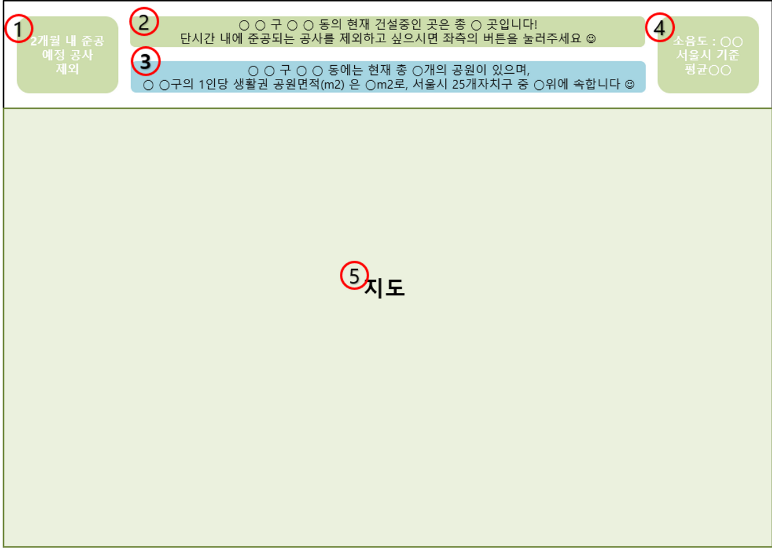 1
2개월 내 준공
예정 공사
제외
2
○ ○ 구 ○ ○ 동의 현재 건설중인 곳은 종 ○ 곳입니다!
단시간 내에 준공되는 공사를 제외하고 싶으시면 좌측의 버튼을 눌러주세요 ☺
3
○ ○ 구 ○ ○ 동에는 현재 총 ○개의 공원이 있으며,
○ ○구의 1인당 생활권 공원면적(m2) 은 ○m2로, 서울시 25개자치구 중 ○위에 속합니다 ☺
4
소음도 : ○○
서울시 기준
평균○○
5
지도